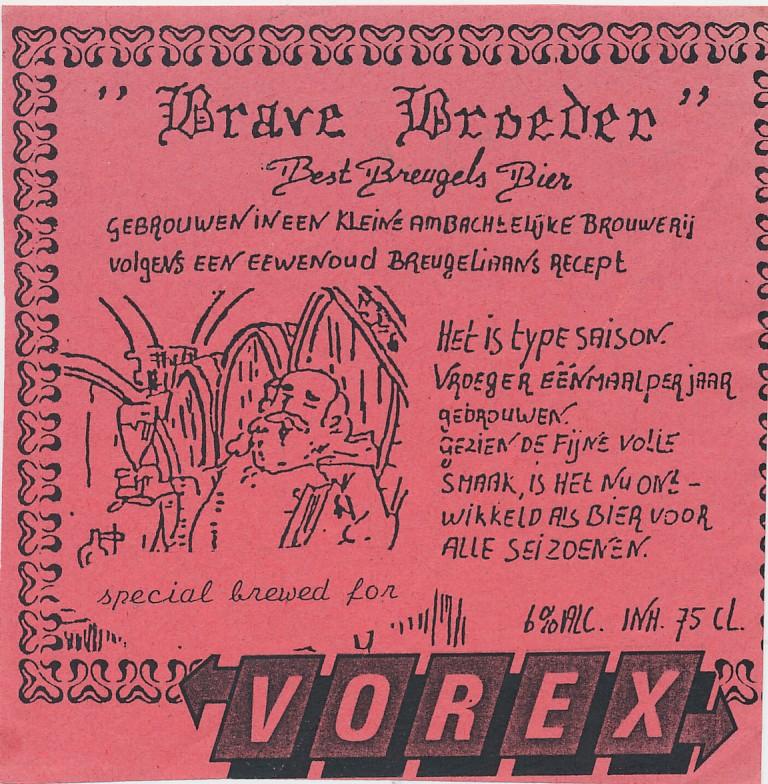 "Brave Broeder"
Best Breugels Bier
GEBROUWEN IN EEN KLEINE AMBACHTELIJKE BROUWERIJ
VOLGENS EEN EEWENOUD BREUGELIAANS RECEPT
HET IS TYPE SAISON.
VROEGER EÉNMAAL PER JAAR
GEBROUWEN.
GEZIEN DE FIJNE VOLLE
SMAAK, IS HET NU ONT-
WIKKELD ALS BIER VOOR
ALLE SEIZOENEN.
special brewed for
6% ALC. INH. 75 CL.
VOREX